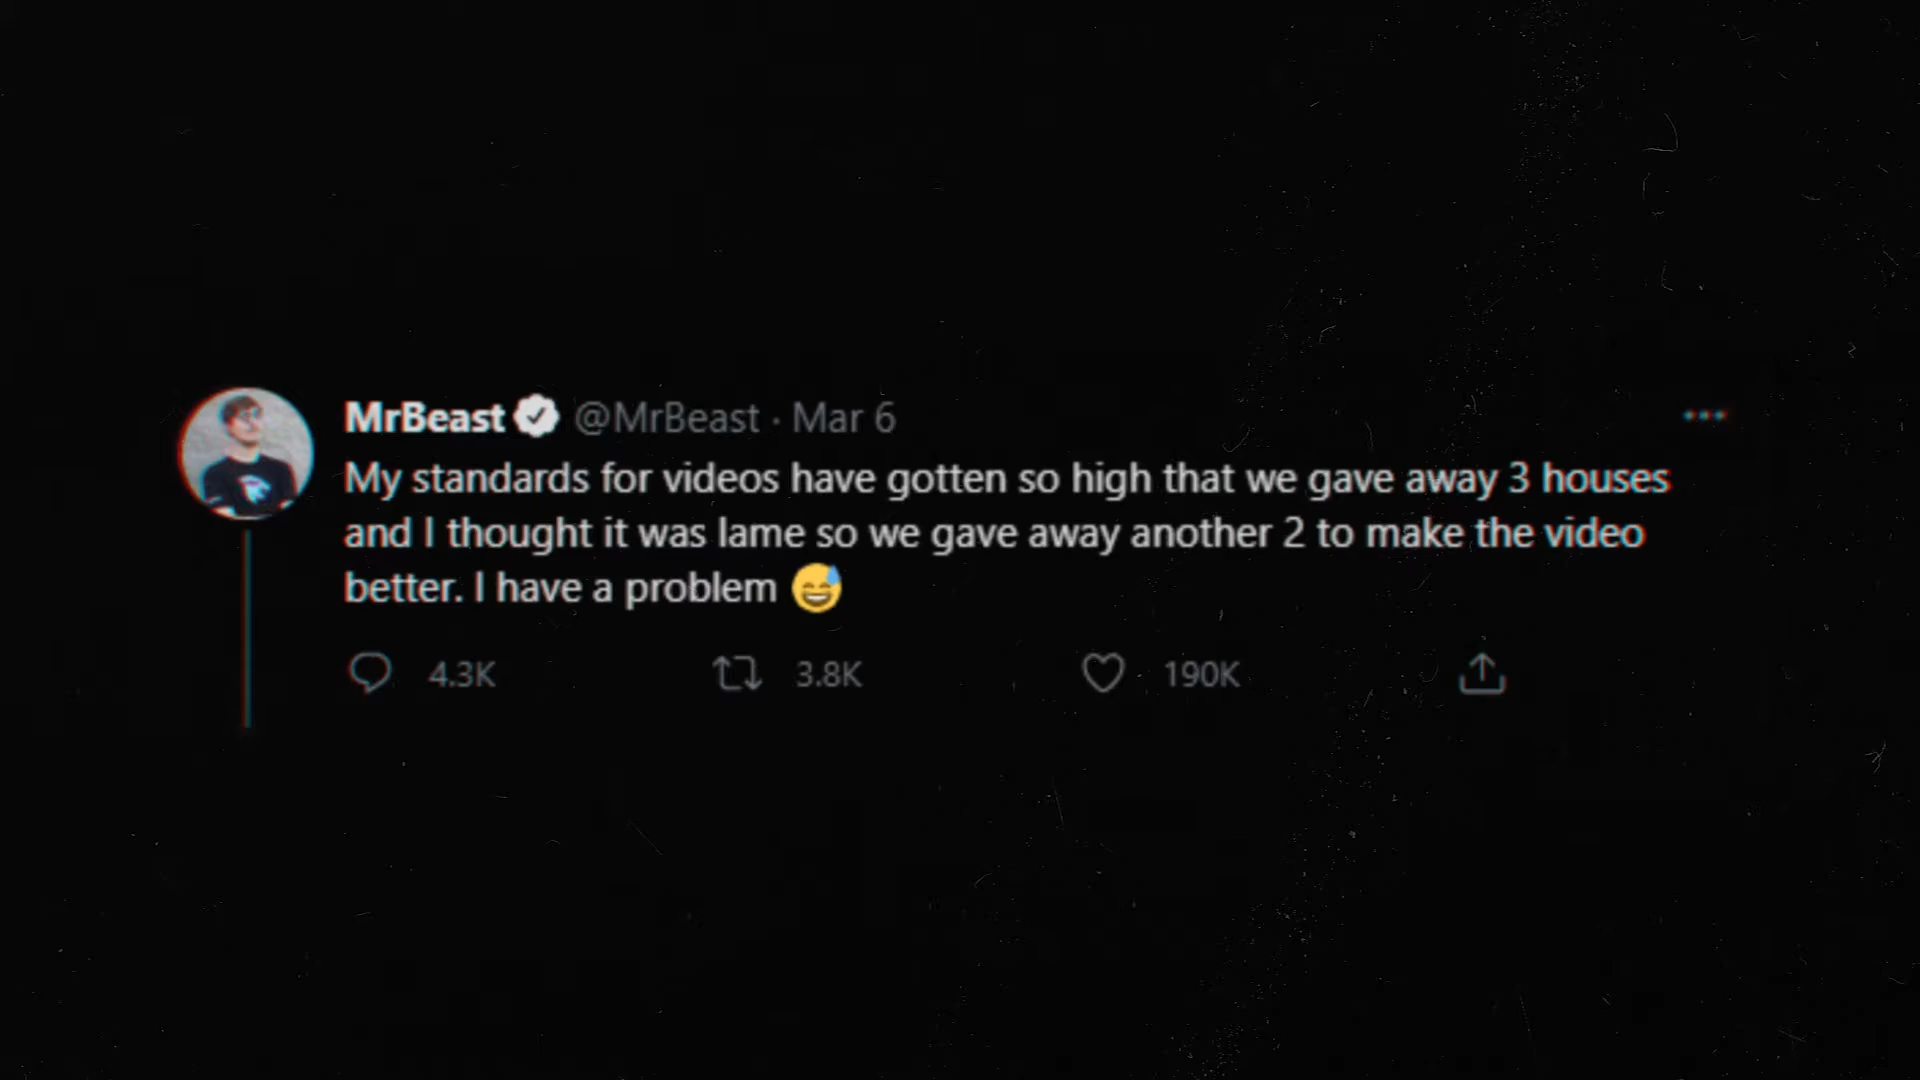 MrBeast @MrBeast · Mar 6
My standards for videos have gotten so high that we gave away 3 houses
and I thought it was lame so we gave away another 2 to make the video
better. I have a problem 😅
4.3K 3.8K 190K